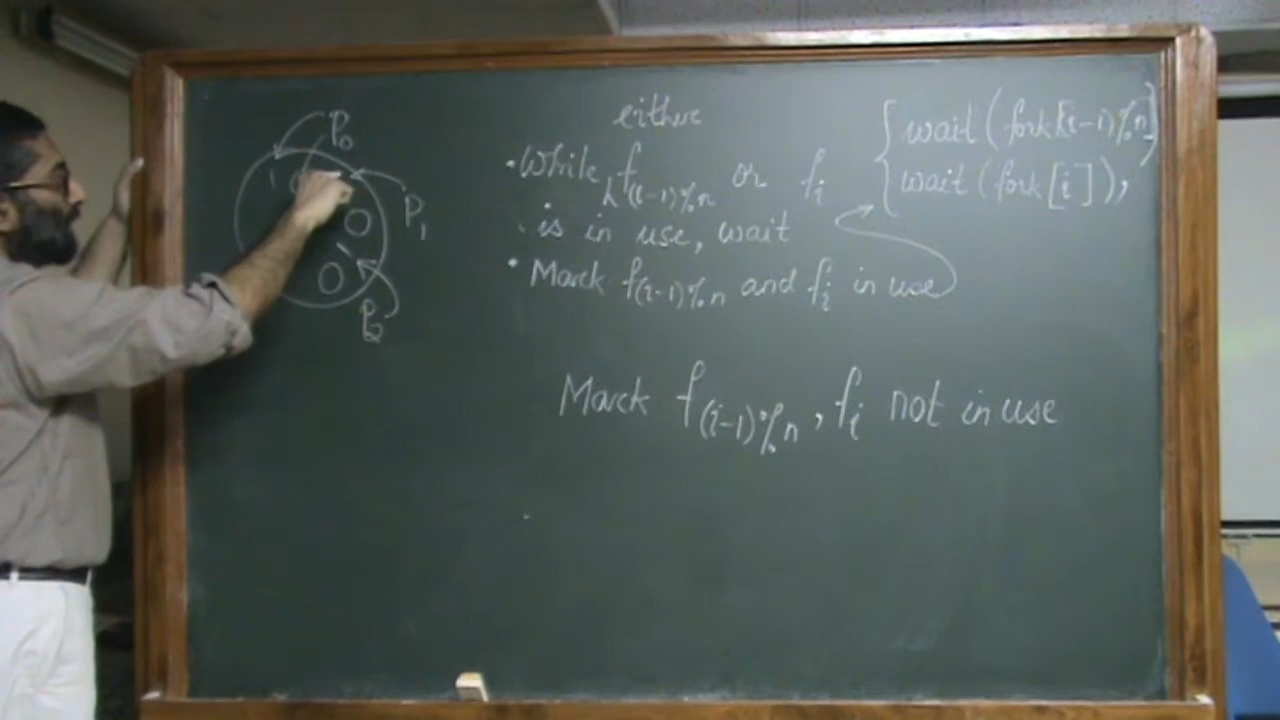 P0
P1
P2
either
• While f(i-1)%n or fi
is in use, wait
• Mark f(i-1)%n and fi in use
{ wait (fork[(i-1)%n])
wait (fork[i]);
Mark f(i-1)%n, fi not in use